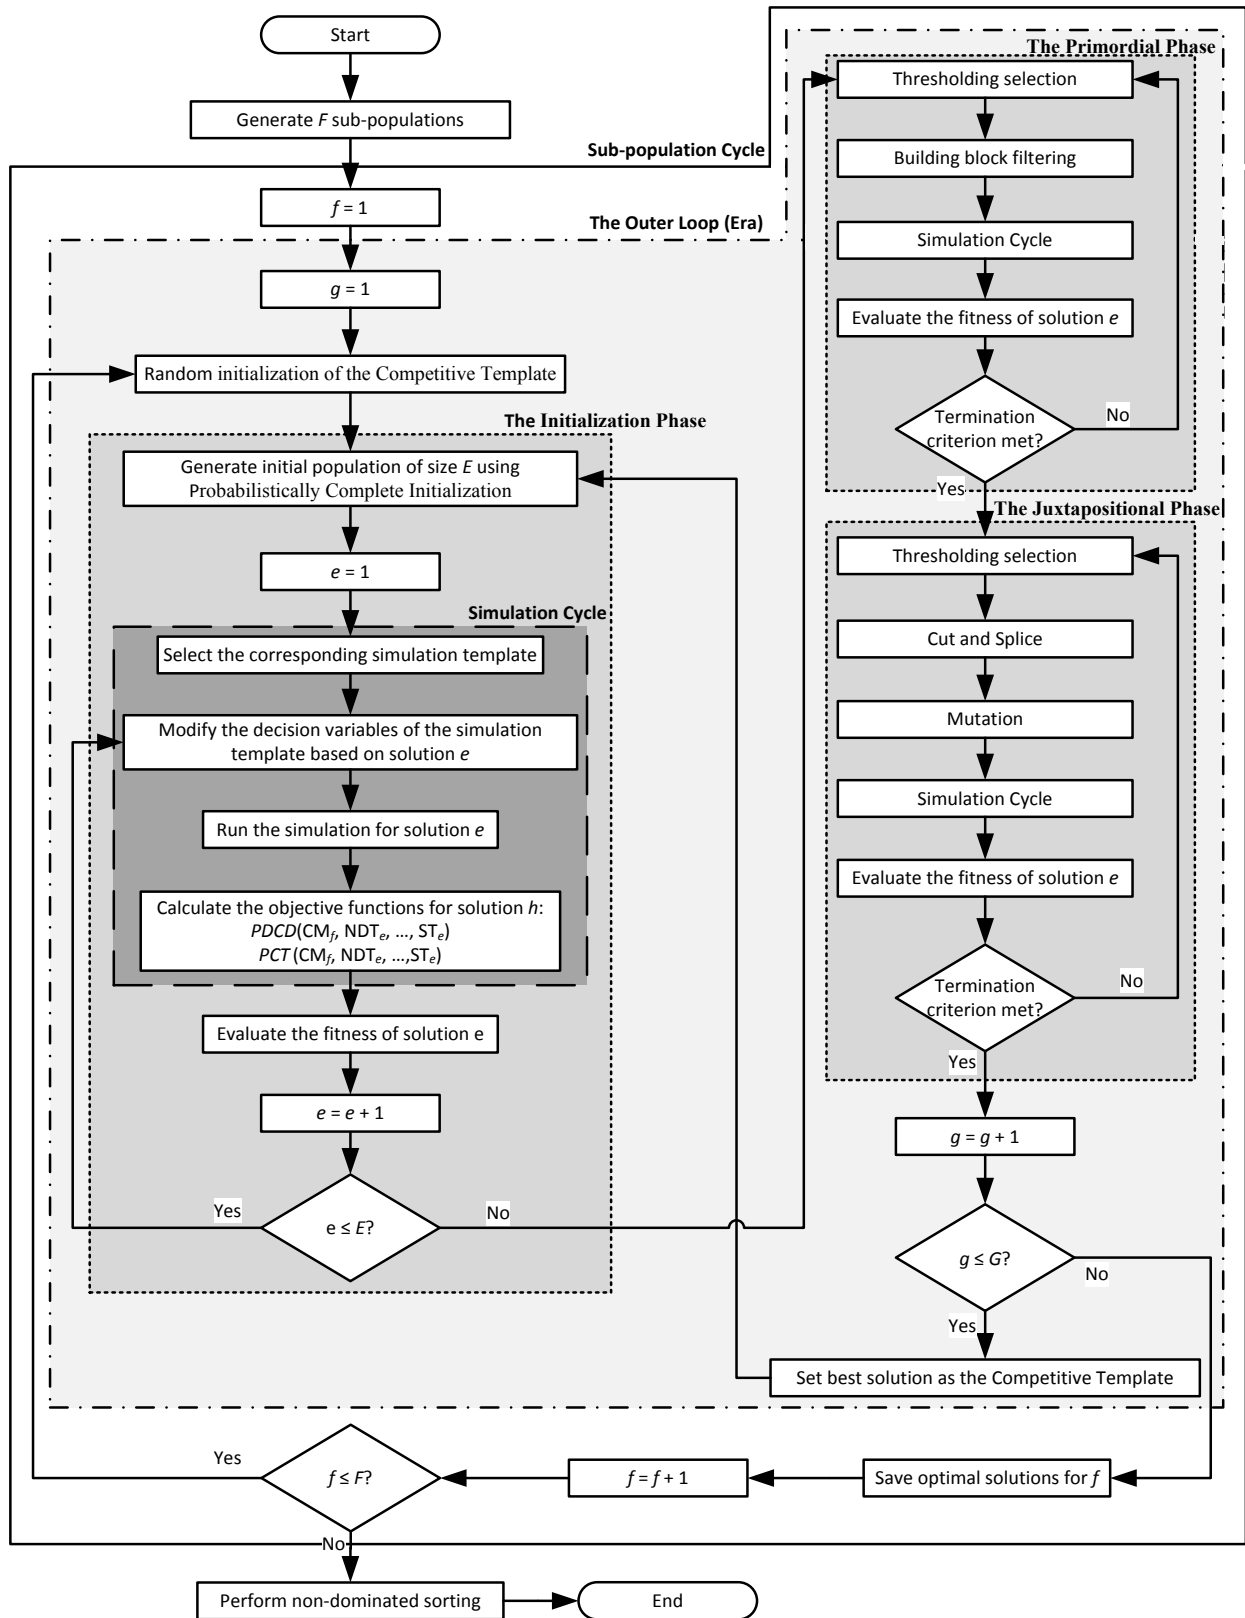 Start
Generate F sub-populations
Sub-population Cycle
f = 1
The Outer Loop (Era)
g = 1
Random initialization of the Competitive Template
The Initialization Phase
Generate initial population of size E using
Probabilistically Complete Initialization
e = 1
Simulation Cycle
Select the corresponding simulation template
Modify the decision variables of the simulation
template based on solution e
Run the simulation for solution e
Calculate the objective functions for solution h:
PDCD(CM_f, NDT_e, ..., ST_e)
PCT (CM_f, NDT_e, ...,ST_e)
Evaluate the fitness of solution e
e = e + 1
Yes
e ≤ E?
No
The Primordial Phase
Thresholding selection
Building block filtering
Simulation Cycle
Evaluate the fitness of solution e
Termination
criterion met?
No
Yes
The Juxtapositional Phase
Thresholding selection
Cut and Splice
Mutation
Simulation Cycle
Evaluate the fitness of solution e
Termination
criterion met?
No
Yes
g = g + 1
g ≤ G?
No
Yes
Set best solution as the Competitive Template
Save optimal solutions for f
f = f + 1
f ≤ F?
Yes
No
Perform non-dominated sorting
End